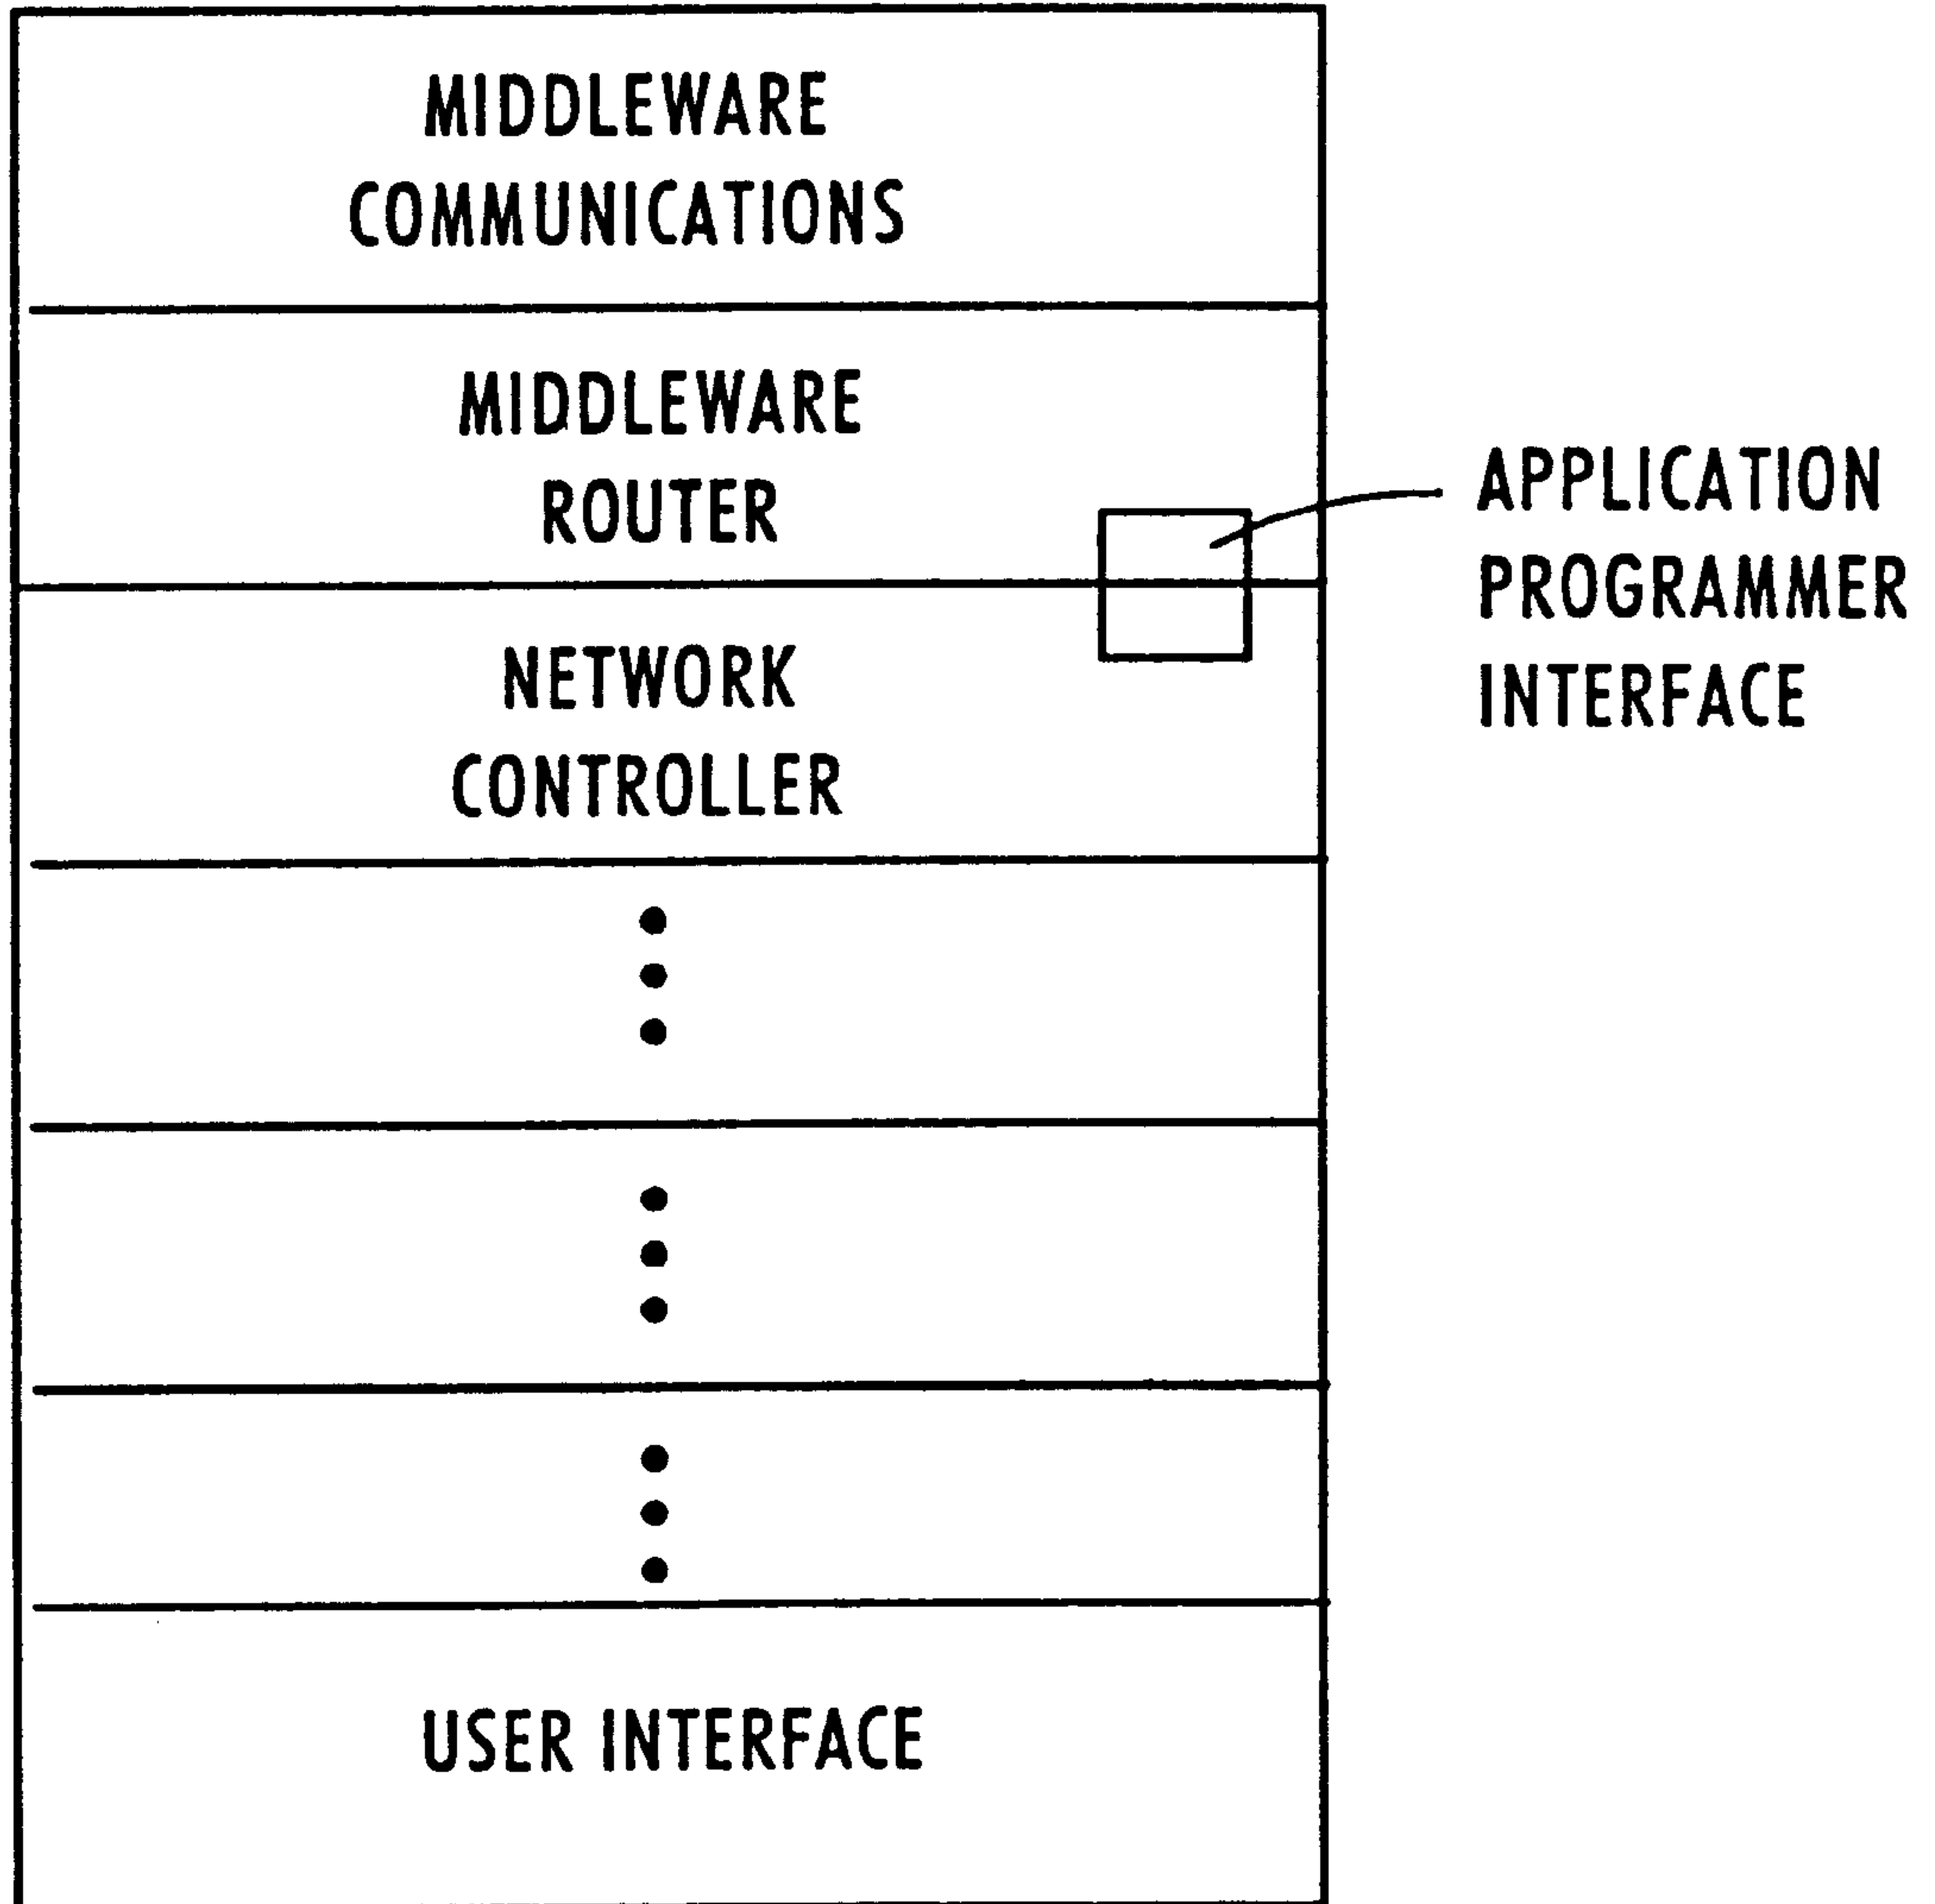 MIDDLEWARE
COMMUNICATIONS
MIDDLEWARE
ROUTER
APPLICATION
PROGRAMMER
INTERFACE
NETWORK
CONTROLLER
USER INTERFACE